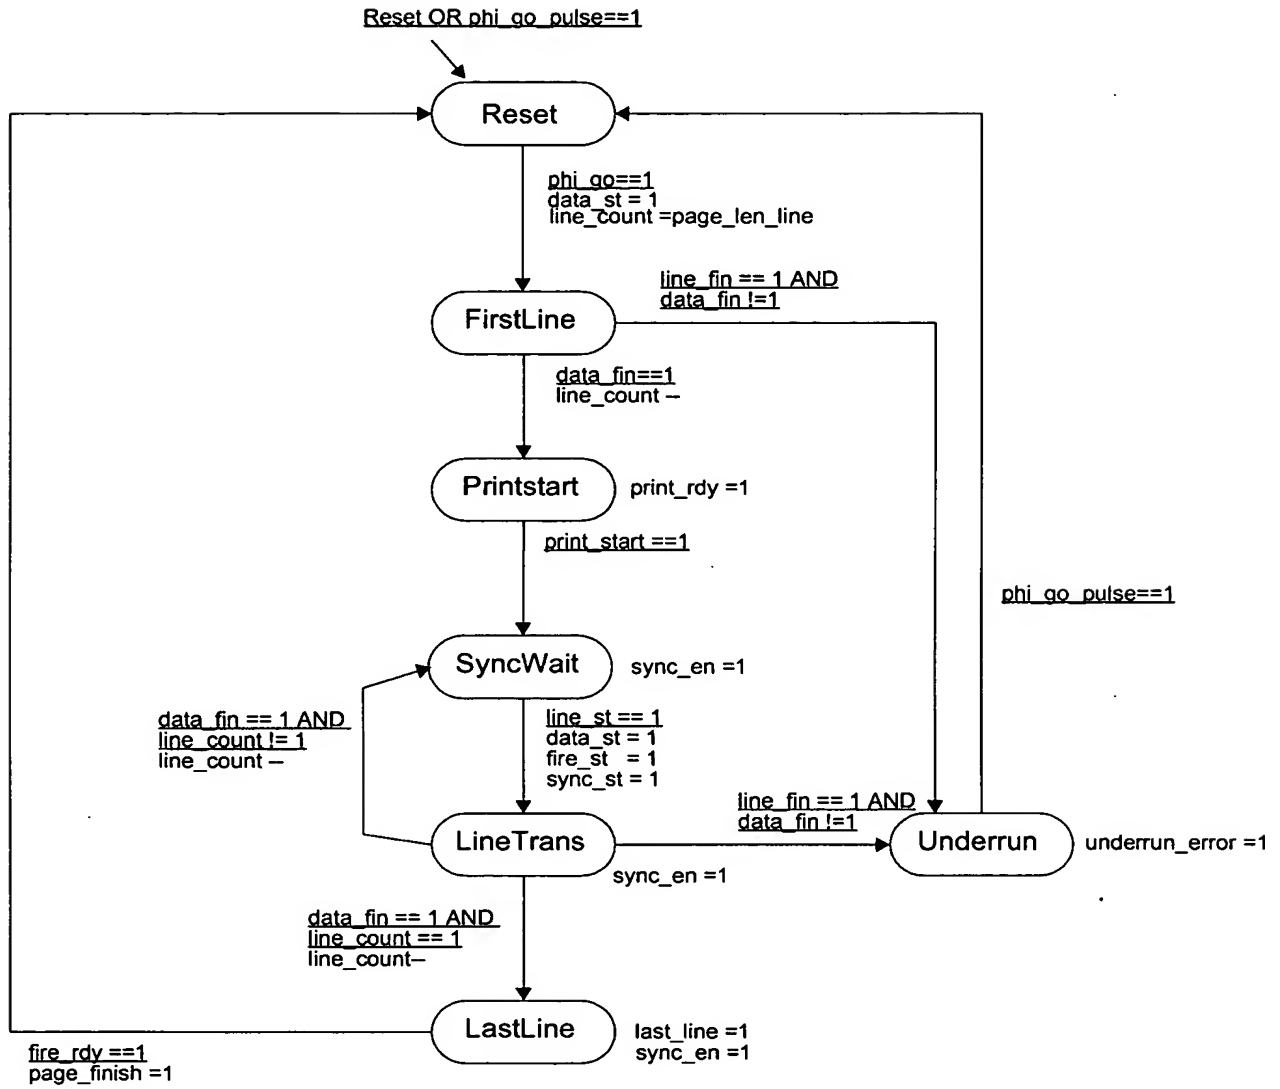 Reset OR phi_go_pulse==1
Reset
phi_go==1
data_st = 1
line_count =page_len_line
line_fin == 1 AND
data_fin !=1
FirstLine
data_fin==1
line_count –
Printstart
print_rdy =1
print_start ==1
phi_go_pulse==1
SyncWait
sync_en =1
data_fin == 1 AND
line_count != 1
line_count –
line_st == 1
data_st = 1
fire_st = 1
sync_st = 1
line_fin == 1 AND
data_fin !=1
LineTrans
sync_en =1
Underrun
underrun_error =1
data_fin == 1 AND
line_count == 1
line_count–
LastLine
last_line =1
sync_en =1
fire_rdy ==1
page_finish =1